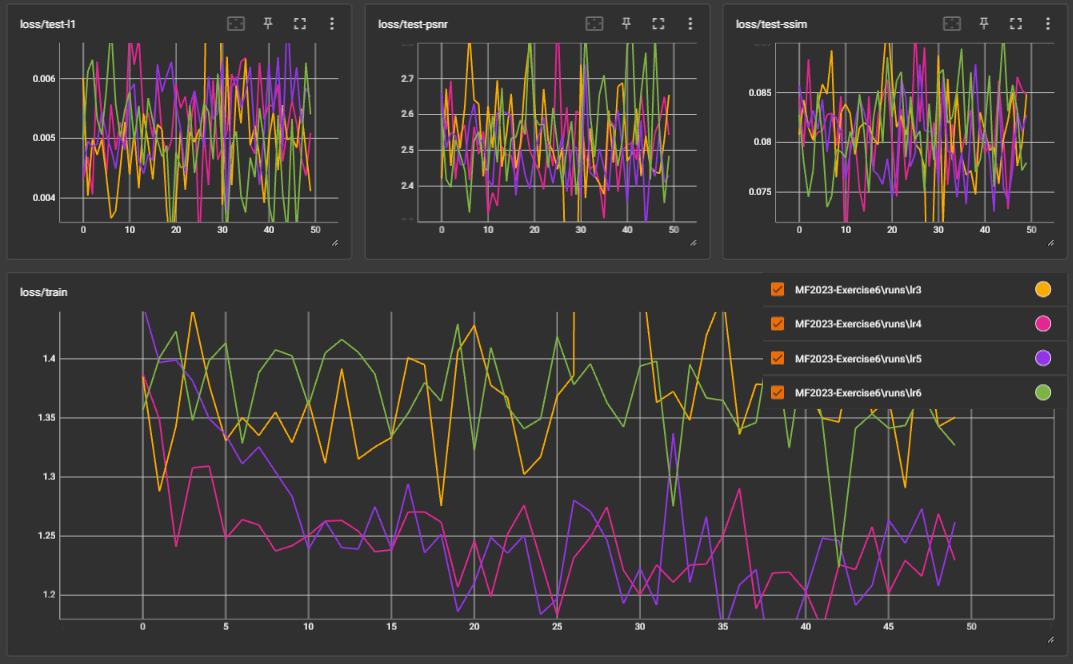 loss/test-l1
0.006
0.005
0.004
0 10 20 30 40 50
loss/test-psnr
2.7
2.6
2.5
2.4
0 10 20 30 40 50
loss/test-ssim
0.085
0.08
0.075
0 10 20 30 40 50
loss/train
1.4
1.35
1.3
1.25
1.2
0 5 10 15 20 25 30 35 40 45 50
MF2023-Exercise6\runs\lr3
MF2023-Exercise6\runs\lr4
MF2023-Exercise6\runs\lr5
MF2023-Exercise6\runs\lr6